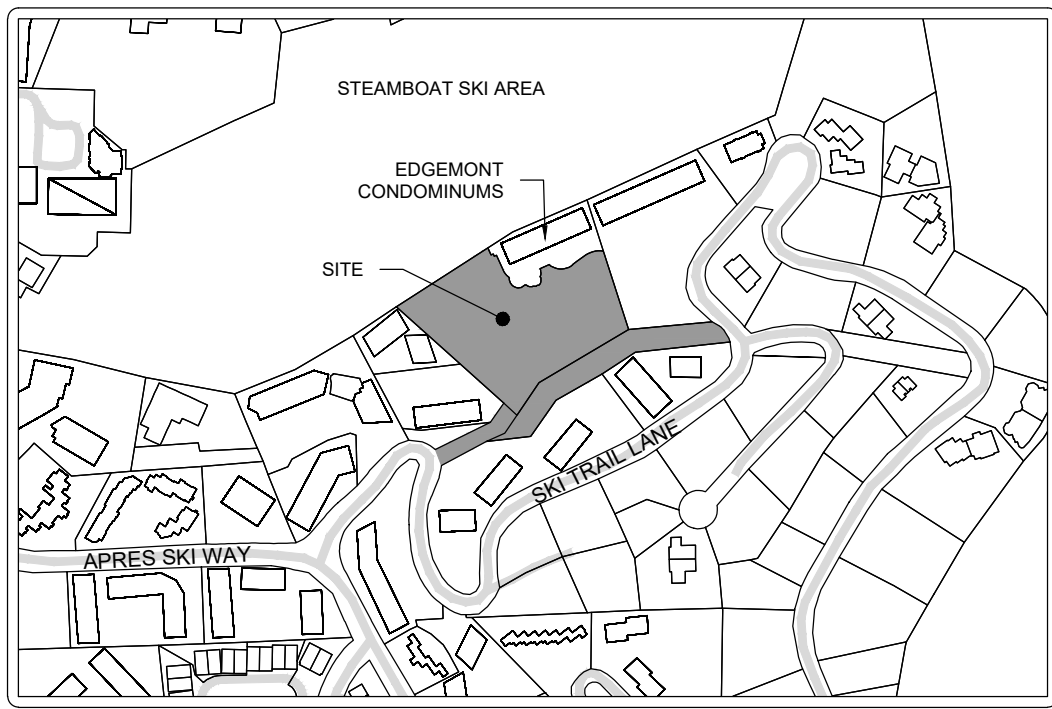 STEAMBOAT SKI AREA
EDGEMONT
CONDOMINUMS
SITE
SKI TRAIL LANE
APRES SKI WAY